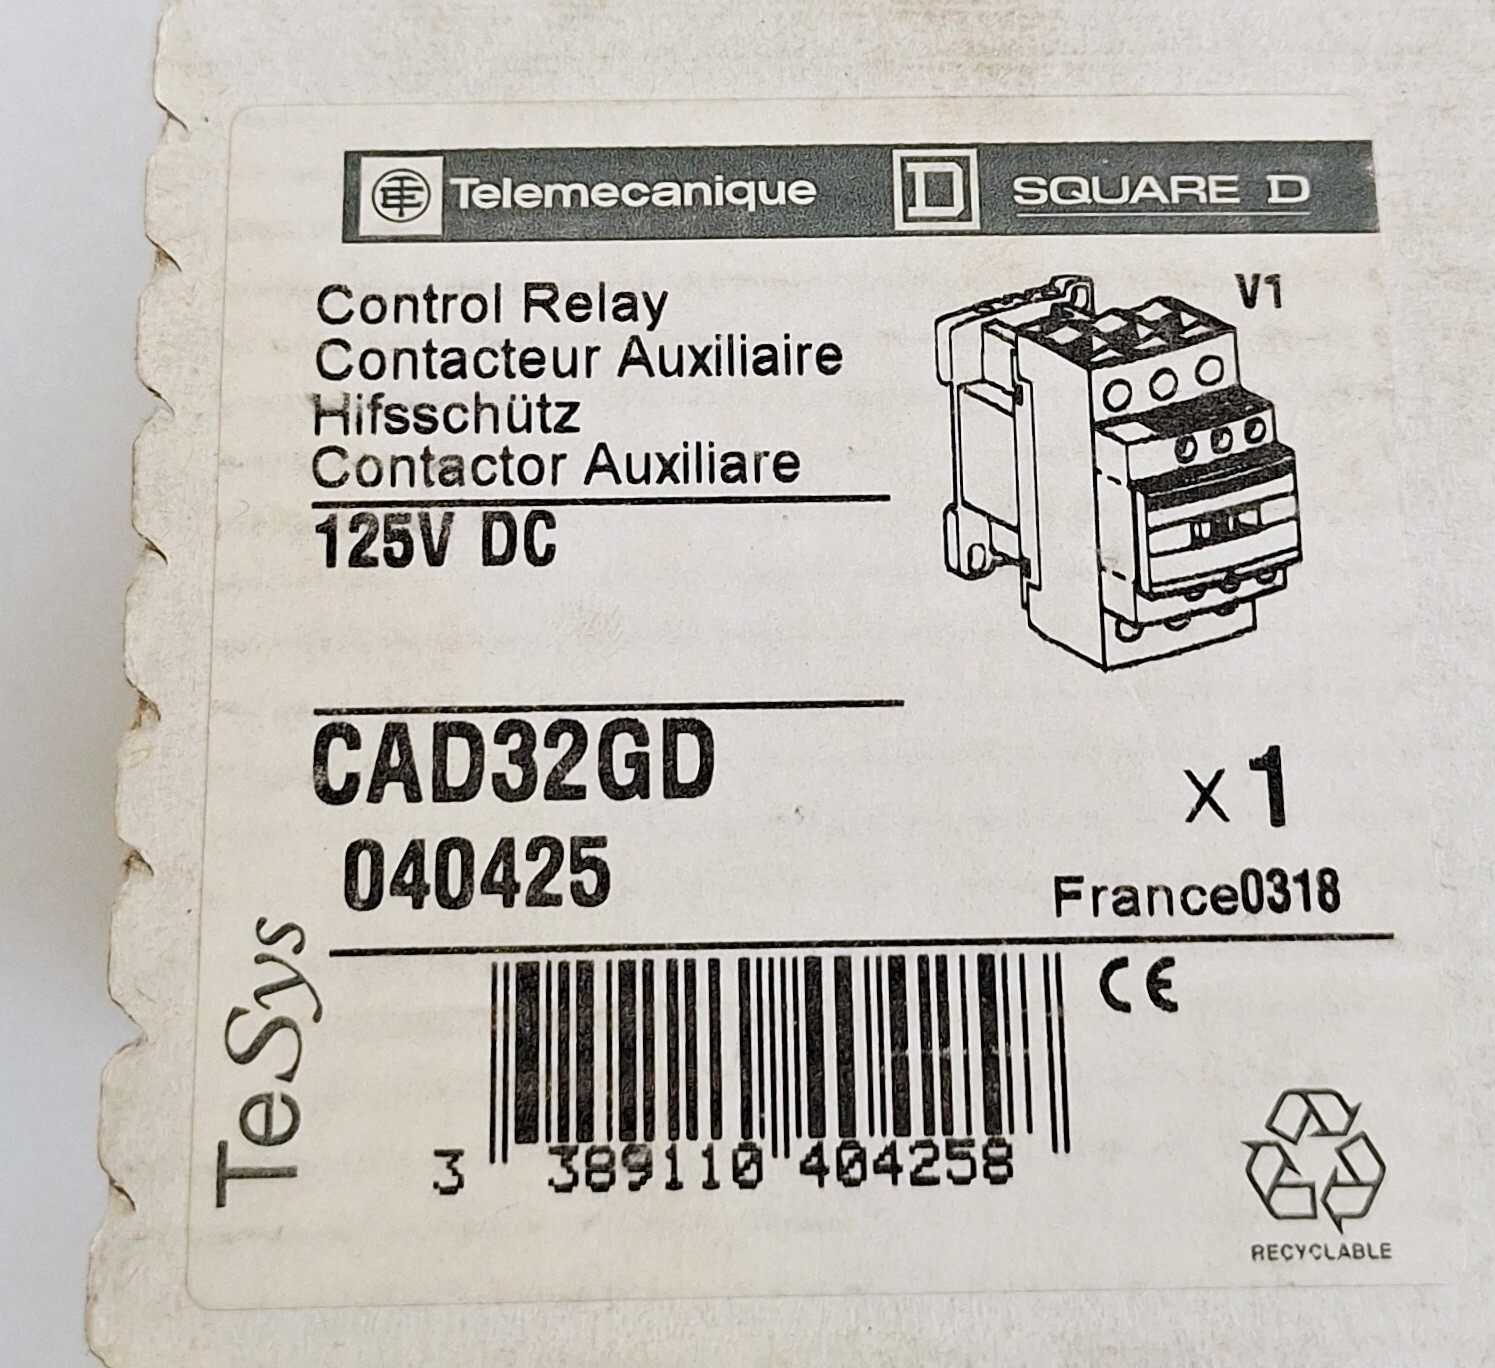 Telemecanique D SQUARE D
Control Relay
Contacteur Auxiliaire
Hifsschütz
Contactor Auxiliare
V1
125V DC
CAD32GD
x 1
040425
France0318
TeSys
CE
3 389110 404258
RECYCLABLE